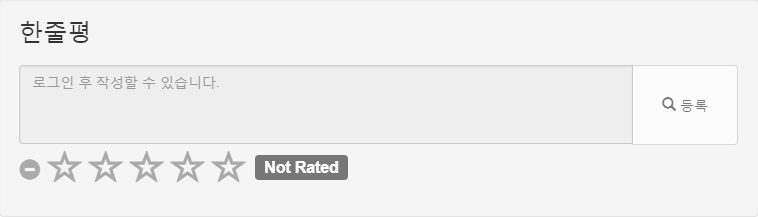 한줄평
로그인 후 작성할 수 있습니다.
등록
Not Rated